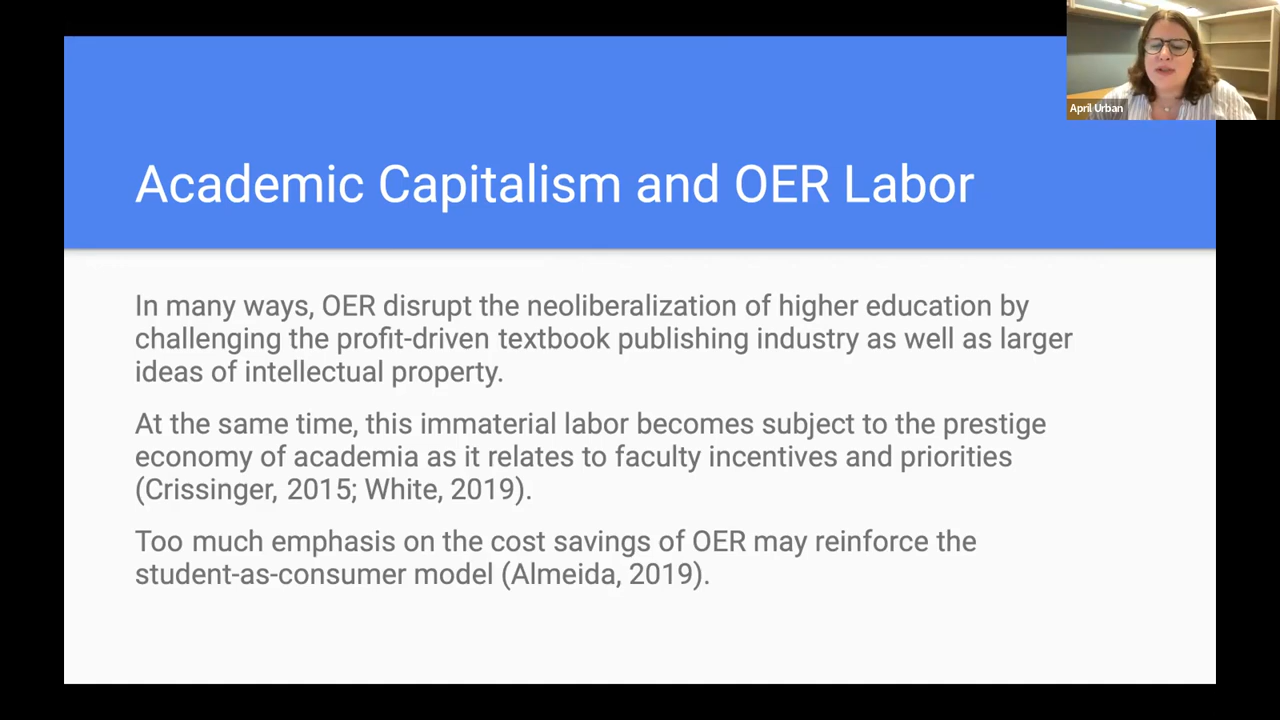 April Urban
Academic Capitalism and OER Labor
In many ways, OER disrupt the neoliberalization of higher education by
challenging the profit-driven textbook publishing industry as well as larger
ideas of intellectual property.
At the same time, this immaterial labor becomes subject to the prestige
economy of academia as it relates to faculty incentives and priorities
(Crissinger, 2015; White, 2019).
Too much emphasis on the cost savings of OER may reinforce the
student-as-consumer model (Almeida, 2019).